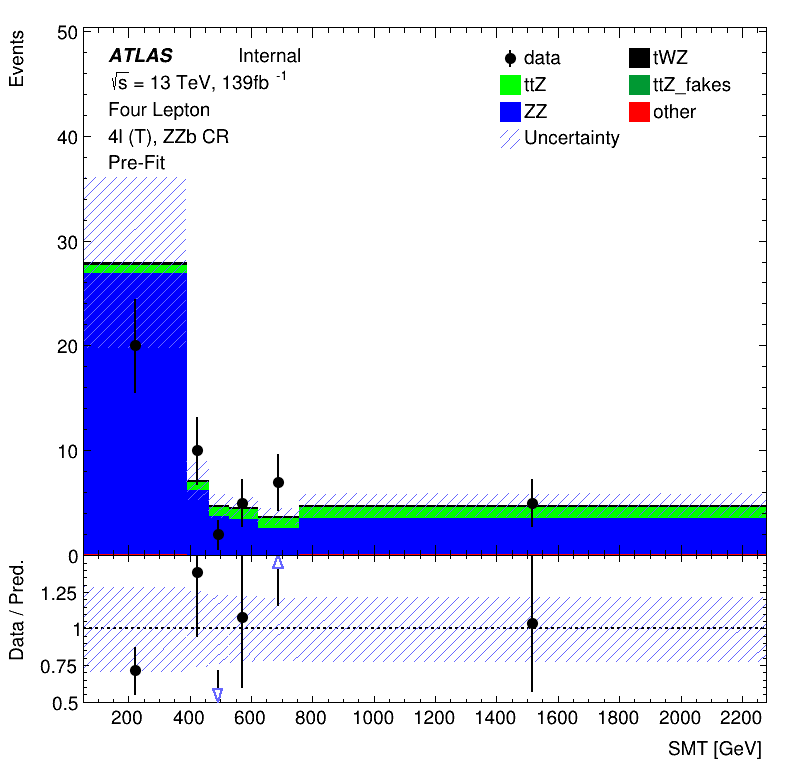 Events
50
40
30
20
10
0
ATLAS Internal
√s = 13 TeV, 139fb -1
Four Lepton
4l (T), ZZb CR
Pre-Fit
data
ttZ
ZZ
Uncertainty
tWZ
ttZ_fakes
other
Data / Pred.
1.25
1
0.75
0.5
200 400 600 800 1000 1200 1400 1600 1800 2000 2200
SMT [GeV]